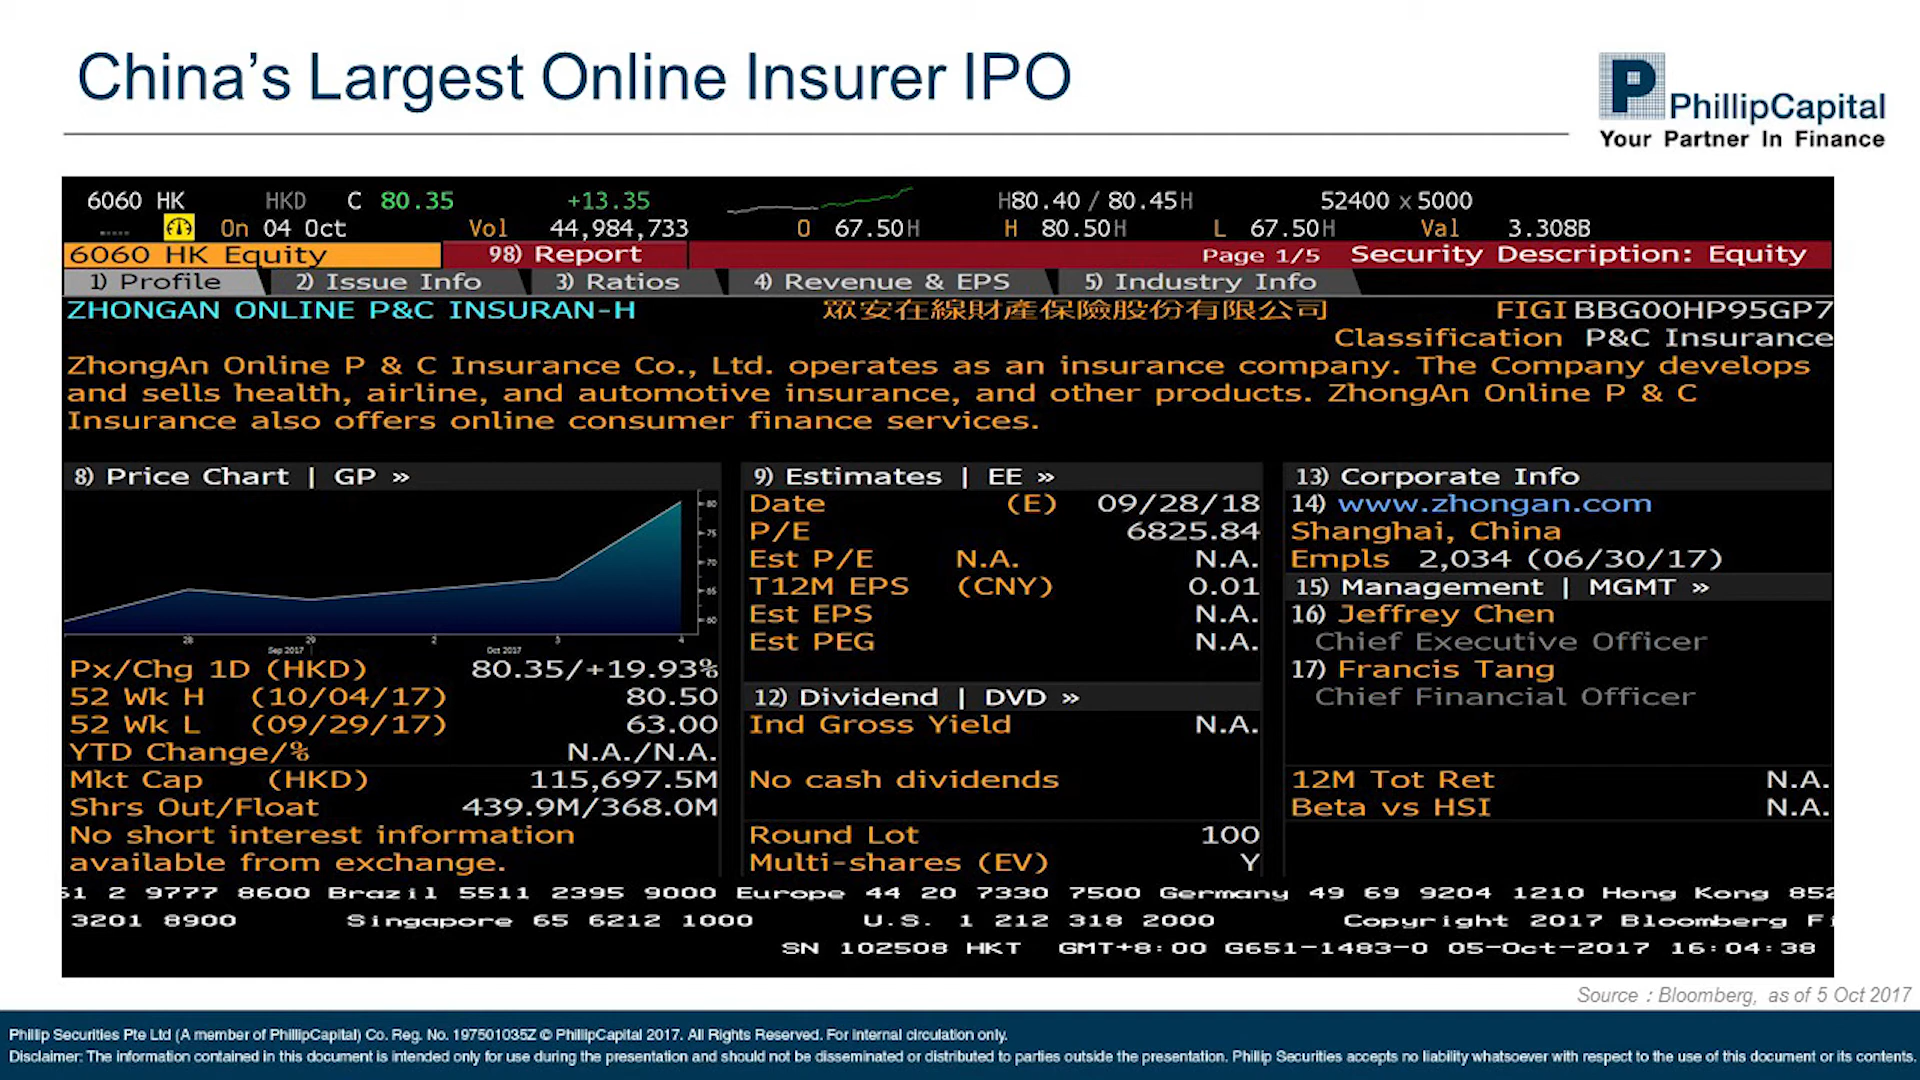 China’s Largest Online Insurer IPO
P
PhillipCapital
Your Partner In Finance
6060 HK HKD C 80.35 +13.35 H80.40 / 80.45H 52400 x 5000
On 04 Oct Vol 44,984,733 O 67.50H H 80.50H L 67.50H Val 3.308B
6060 HK Equity 98) Report Page 1/5 Security Description: Equity
1) Profile 2) Issue Info 3) Ratios 4) Revenue & EPS 5) Industry Info
ZHONGAN ONLINE P&C INSURAN-H 眾安在線財產保險股份有限公司 FIGI BBG00HP95GP7
Classification P&C Insurance
ZhongAn Online P & C Insurance Co., Ltd. operates as an insurance company. The Company develops
and sells health, airline, and automotive insurance, and other products. ZhongAn Online P & C
Insurance also offers online consumer finance services.
8) Price Chart | GP »
80
75
70
65
60
28 29 2 3 4
Sep 2017 Oct 2017
Px/Chg 1D (HKD) 80.35/+19.93%
52 Wk H (10/04/17) 80.50
52 Wk L (09/29/17) 63.00
YTD Change/% N.A./N.A.
Mkt Cap (HKD) 115,697.5M
Shrs Out/Float 439.9M/368.0M
No short interest information
available from exchange.
9) Estimates | EE »
Date (E) 09/28/18
P/E 6825.84
Est P/E N.A. N.A.
T12M EPS (CNY) 0.01
Est EPS N.A.
Est PEG N.A.
12) Dividend | DVD »
Ind Gross Yield N.A.
No cash dividends
Round Lot 100
Multi-shares (EV) Y
13) Corporate Info
14) www.zhongan.com
Shanghai, China
Empls 2,034 (06/30/17)
15) Management | MGMT »
16) Jeffrey Chen
Chief Executive Officer
17) Francis Tang
Chief Financial Officer
12M Tot Ret N.A.
Beta vs HSI N.A.
61 2 9777 8600 Brazil 5511 2395 9000 Europe 44 20 7330 7500 Germany 49 69 9204 1210 Hong Kong 852
3201 8900 Singapore 65 6212 1000 U.S. 1 212 318 2000 Copyright 2017 Bloomberg Fi
SN 102508 HKT GMT+8:00 G651-1483-0 05-Oct-2017 16:04:38
Source : Bloomberg, as of 5 Oct 2017
Phillip Securities Pte Ltd (A member of PhillipCapital) Co. Reg. No. 197501035Z © PhillipCapital 2017. All Rights Reserved. For internal circulation only.
Disclaimer: The information contained in this document is intended only for use during the presentation and should not be disseminated or distributed to parties outside the presentation. Phillip Securities accepts no liability whatsoever with respect to the use of this document or its contents.